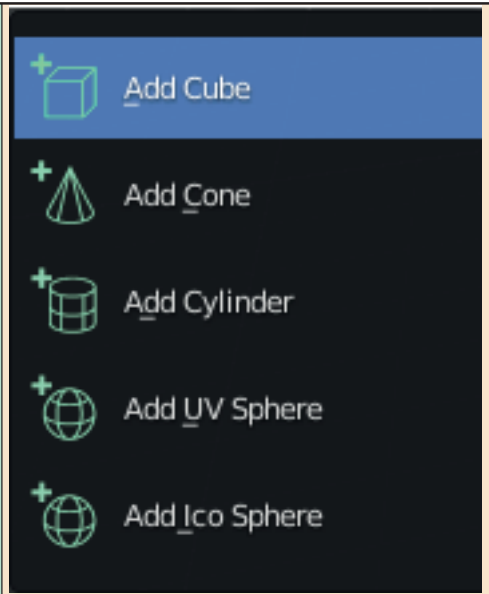 Add Cube
Add Cone
Add Cylinder
Add UV Sphere
Add Ico Sphere